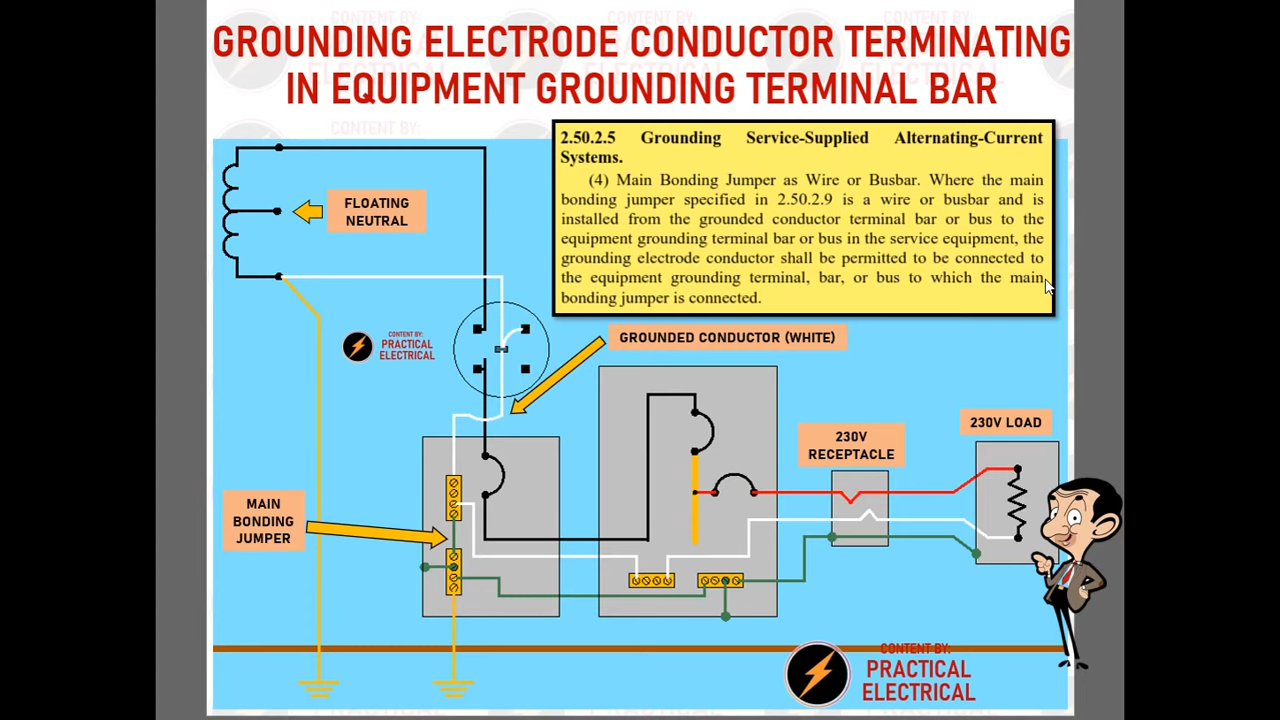 GROUNDING ELECTRODE CONDUCTOR TERMINATING
IN EQUIPMENT GROUNDING TERMINAL BAR
2.50.2.5 Grounding Service-Supplied Alternating-Current
Systems.
(4) Main Bonding Jumper as Wire or Busbar. Where the main
bonding jumper specified in 2.50.2.9 is a wire or busbar and is
installed from the grounded conductor terminal bar or bus to the
equipment grounding terminal bar or bus in the service equipment, the
grounding electrode conductor shall be permitted to be connected to
the equipment grounding terminal, bar, or bus to which the main
bonding jumper is connected.
FLOATING
NEUTRAL
CONTENT BY:
PRACTICAL
ELECTRICAL
GROUNDED CONDUCTOR (WHITE)
230V
RECEPTACLE
230V LOAD
MAIN
BONDING
JUMPER
CONTENT BY:
PRACTICAL
ELECTRICAL